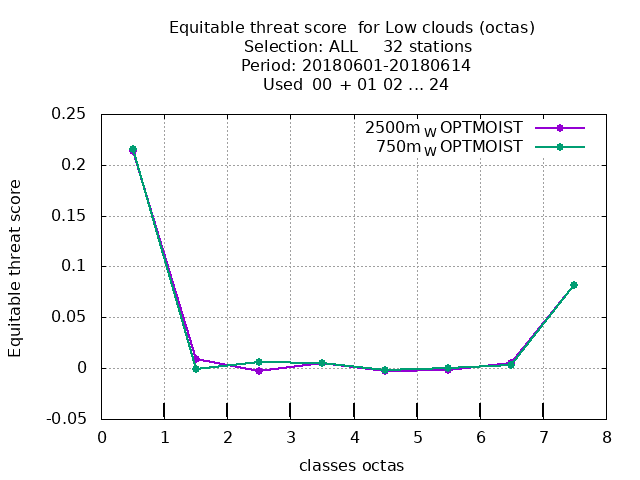 Equitable threat score for Low clouds (octas)
Selection: ALL 32 stations
Period: 20180601-20180614
Used 00 + 01 02 ... 24
0.25
0.2
0.15
0.1
0.05
0
-0.05
Equitable threat score
2500m W OPTMOIST
750m W OPTMOIST
0 1 2 3 4 5 6 7 8
classes octas